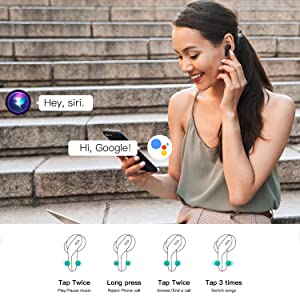 Hey, siri.
Hi, Google!
Tap Twice
Play/Pause music.
Long press
Reject Phone call
Tap Twice
Answer/End a call
Tap 3 times
Switch songs